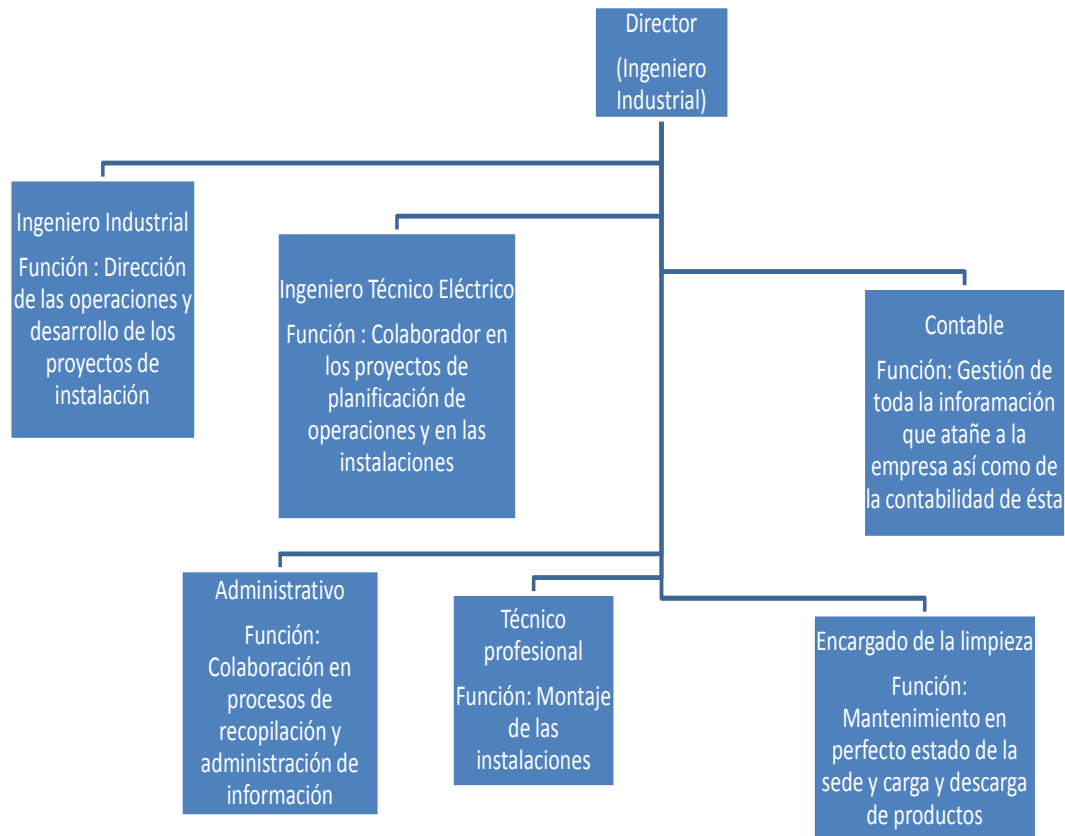 Director
(Ingeniero
Industrial)
Ingeniero Industrial
Función : Dirección
de las operaciones y
desarrollo de los
proyectos de
instalación
Ingeniero Técnico Eléctrico
Función : Colaborador en
los proyectos de
planificación de
operaciones y en las
instalaciones
Contable
Función: Gestión de
toda la inforamación
que atañe a la
empresa así como de
la contabilidad de ésta
Administrativo
Función:
Colaboración en
procesos de
recopilación y
administración de
información
Técnico
profesional
Función: Montaje
de las
instalaciones
Encargado de la limpieza
Función:
Mantenimiento en
perfecto estado de la
sede y carga y descarga
de productos